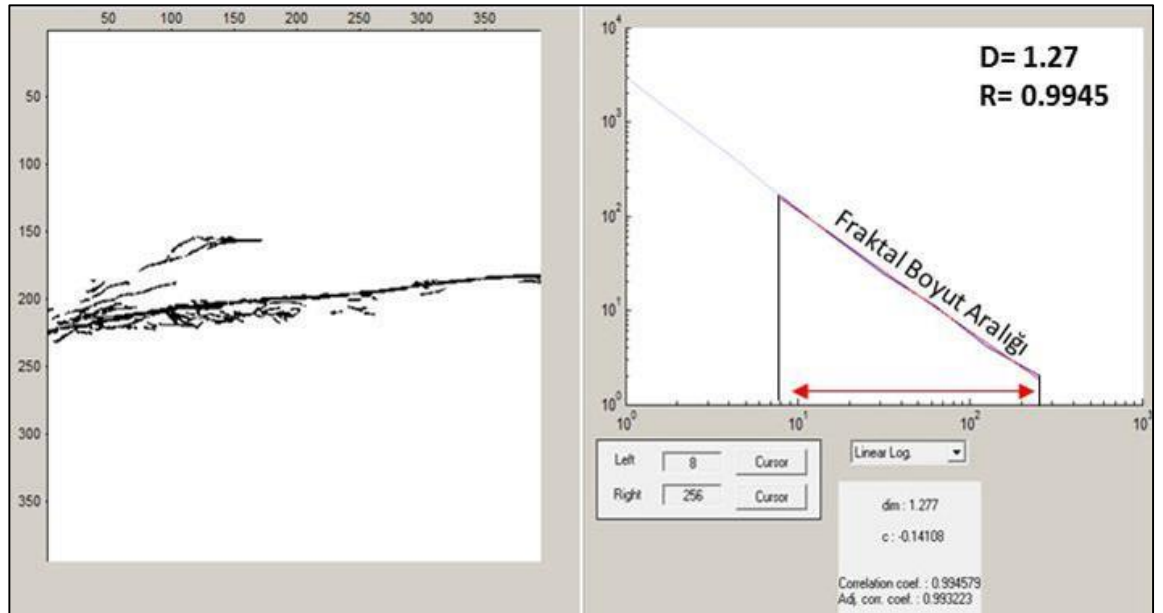 50 100 150 200 250 300 350
50
100
150
200
250
300
350
10^4
10^3
10^2
10^1
10^0
10^0 10^1 10^2 10^3
D= 1.27
R= 0.9945
Fraktal Boyut Aralığı
Left 8 Cursor
Right 256 Cursor
Linear Log.
dim : 1.277
c : -0.14108
Correlation coef. : 0.994579
Adj. corr. coef. : 0.993223